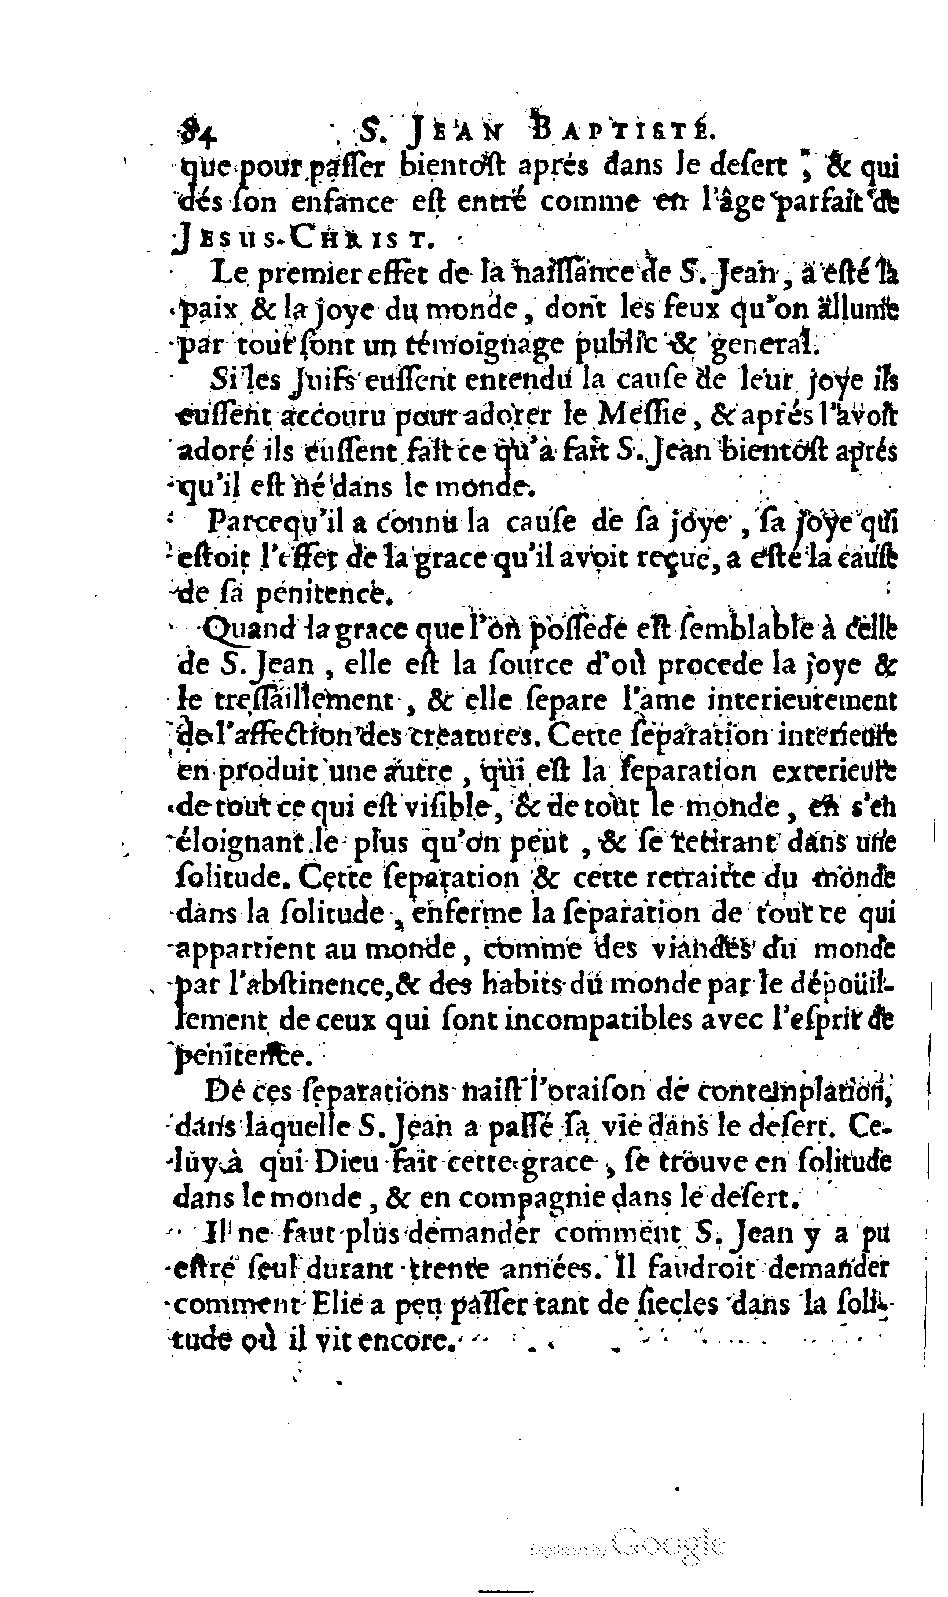 84 S. JEAN BAPTISTE.
que pour passer bientost aprés dans le desert ; & qui
dés son enfance est entré comme en l'âge parfait de
JESUS-CHRIST.
Le premier effet de la naissance de S. Jean, a esté la
paix & la joye du monde, dont les feux qu'on allume
par tout sont un témoignage public & general.
Si les Juifs eussent entendu la cause de leur joye ils
eussent accouru pour adorer le Messie, & aprés l'avoir
adoré ils eussent fait ce qu'a fait S. Jean bientost aprés
qu'il est né dans le monde.
Parcequ'il a connu la cause de sa joye, sa joye qui
estoit l'effet de la grace qu'il avoit reçue, a esté la cause
de sa penitence.
Quand la grace que l'on possede est semblable à celle
de S. Jean, elle est la source d'où procede la joye &
le tressaillement, & elle separe l'ame interieurement
de l'affection des creatures. Cette separation interieure
en produit une autre, qui est la separation exterieure
de tout ce qui est visible, & de tout le monde, en s'en
éloignant le plus qu'on peut, & se retirant dans une
solitude. Cette separation & cette retraitte du monde
dans la solitude, enferme la separation de tout ce qui
appartient au monde, comme des viandes du monde
par l'abstinence, & des habits du monde par le dépoüil-
lement de ceux qui sont incompatibles avec l'esprit de
penitence.
De ces separations naist l'oraison de contemplation,
dans laquelle S. Jean a passé sa vie dans le desert. Ce-
luy à qui Dieu fait cette grace, se trouve en solitude
dans le monde, & en compagnie dans le desert.
Il ne faut plus demander comment S. Jean y a pu
estre seul durant trente années. Il faudroit demander
comment Elie a peu passer tant de siecles dans la soli-
tude où il vit encore.
Digitized by Google